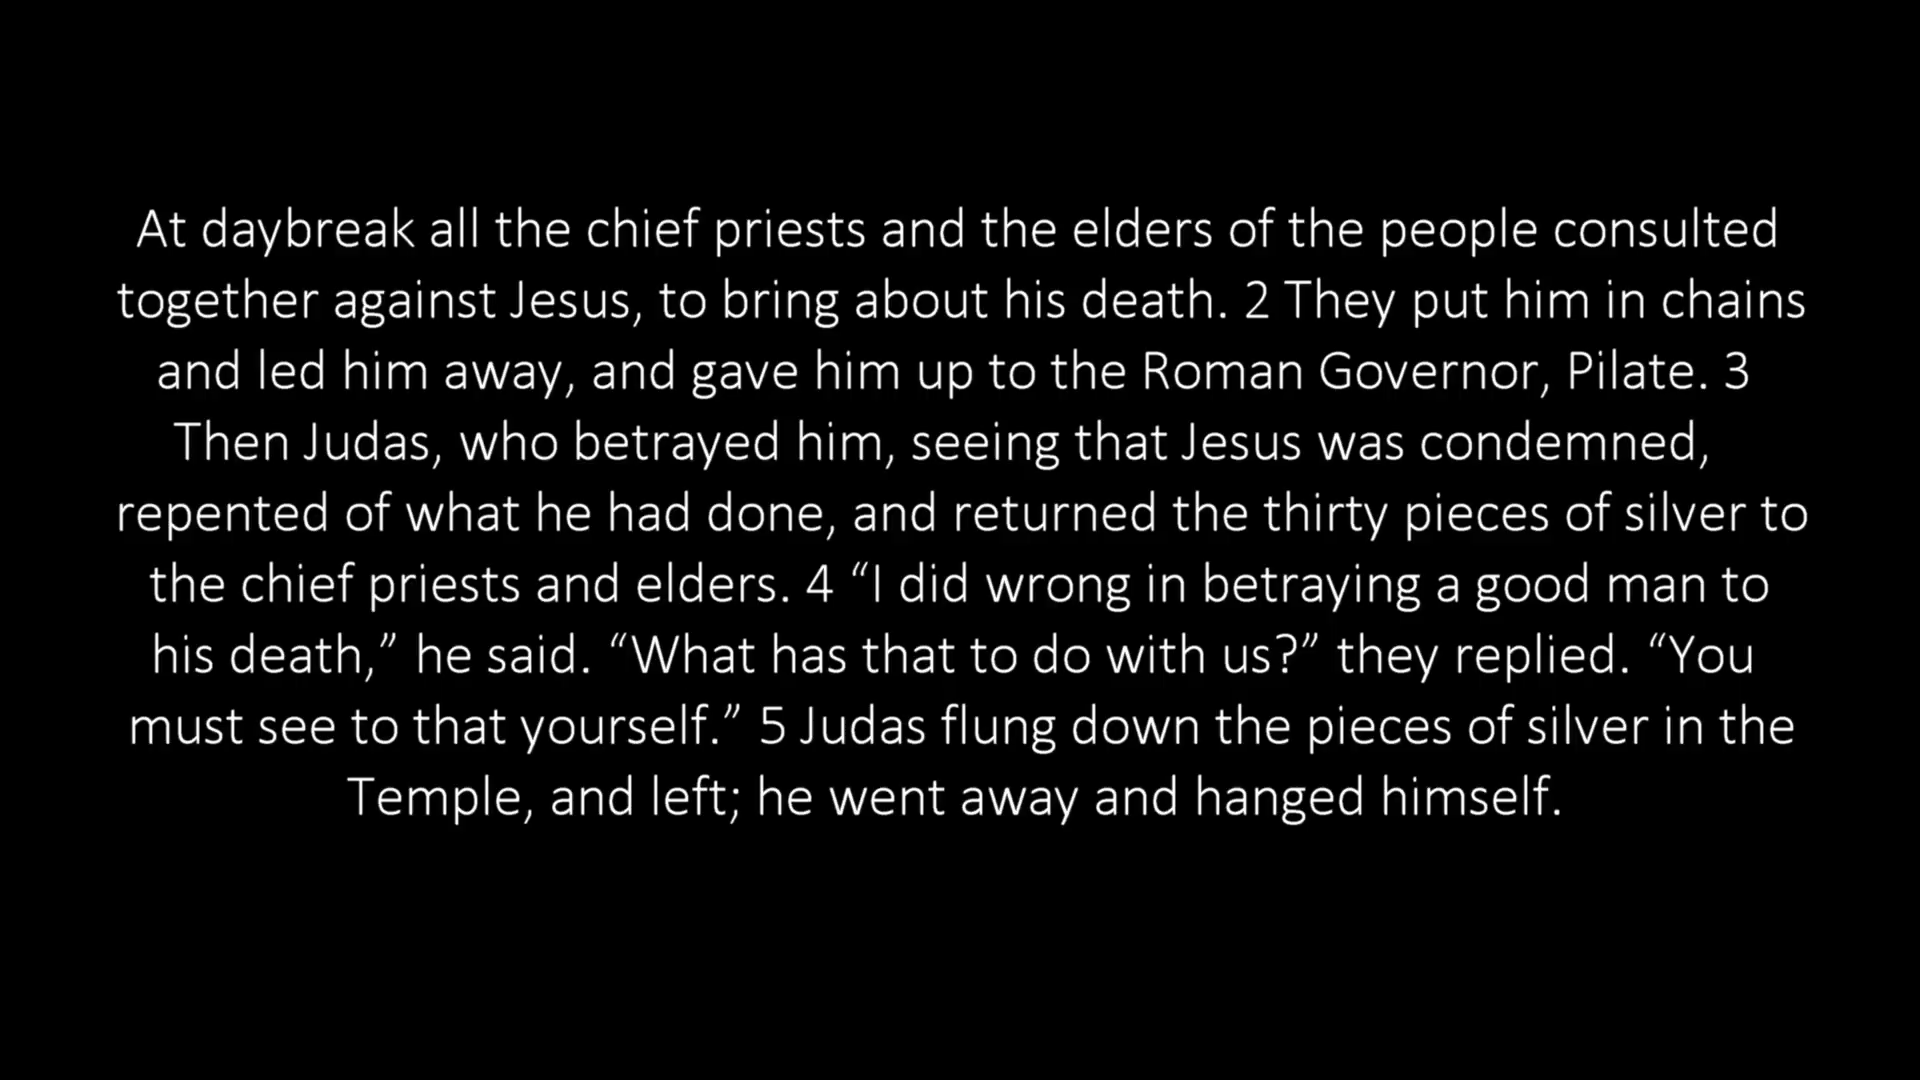 At daybreak all the chief priests and the elders of the people consulted
together against Jesus, to bring about his death. 2 They put him in chains
and led him away, and gave him up to the Roman Governor, Pilate. 3
Then Judas, who betrayed him, seeing that Jesus was condemned,
repented of what he had done, and returned the thirty pieces of silver to
the chief priests and elders. 4 “I did wrong in betraying a good man to
his death,” he said. “What has that to do with us?” they replied. “You
must see to that yourself.” 5 Judas flung down the pieces of silver in the
Temple, and left; he went away and hanged himself.